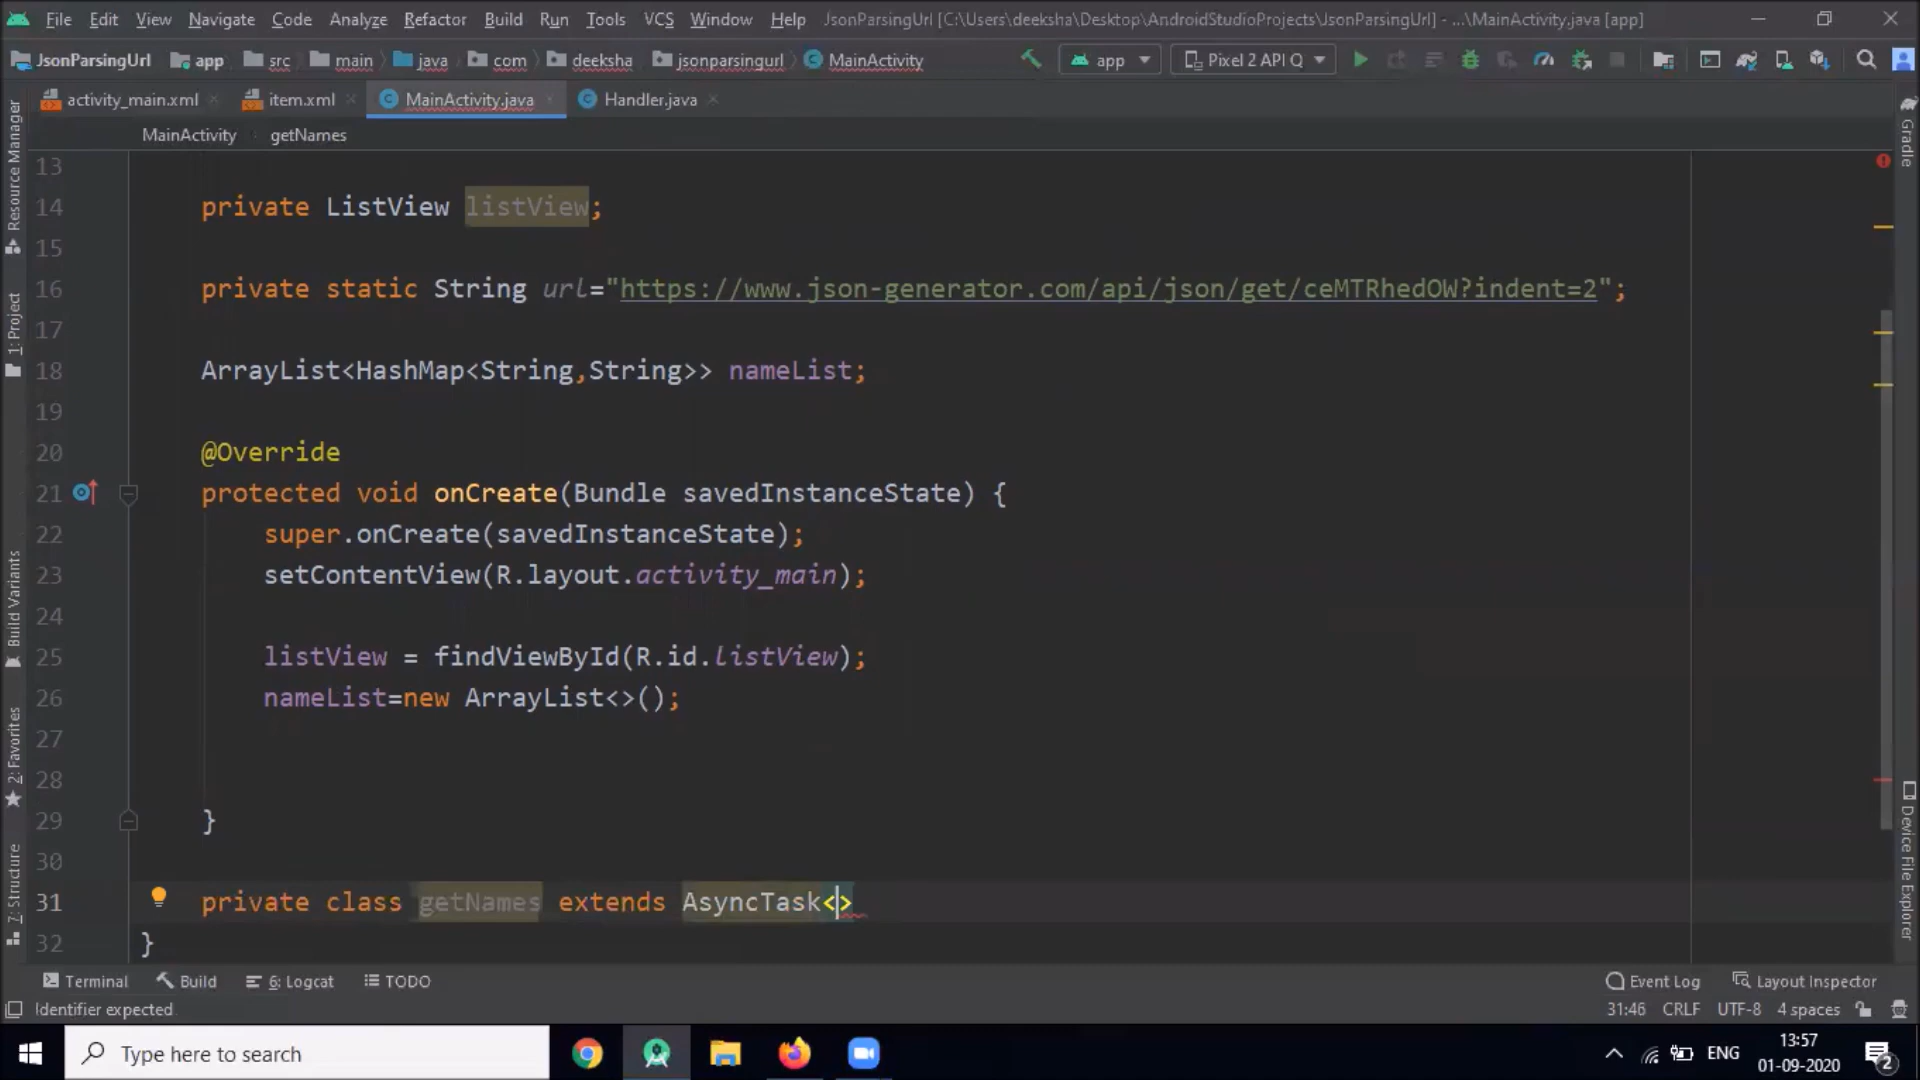 File Edit View Navigate Code Analyze Refactor Build Run Tools VCS Window Help JsonParsingUrl [C:\Users\deeksha\Desktop\AndroidStudioProjects\JsonParsingUrl] - ...\MainActivity.java [app]
JsonParsingUrl app src main java com deeksha jsonparsingurl MainActivity app Pixel 2 API Q
activity_main.xml item.xml MainActivity.java Handler.java
MainActivity getNames
13
14 private ListView listView;
15
16 private static String url="https://www.json-generator.com/api/json/get/ceMTRhedOW?indent=2";
17
18 ArrayList<HashMap<String,String>> nameList;
19
20 @Override
21 protected void onCreate(Bundle savedInstanceState) {
22 super.onCreate(savedInstanceState);
23 setContentView(R.layout.activity_main);
24
25 listView = findViewById(R.id.listView);
26 nameList=new ArrayList<>();
27
28
29 }
30
31 private class getNames extends AsyncTask<>
32 }
Resource Manager
1: Project
Build Variants
2: Favorites
7: Structure
Gradle
Device File Explorer
Terminal Build 6: Logcat TODO Event Log Layout Inspector
Identifier expected 31:46 CRLF UTF-8 4 spaces
Type here to search ENG 13:57
01-09-2020 2